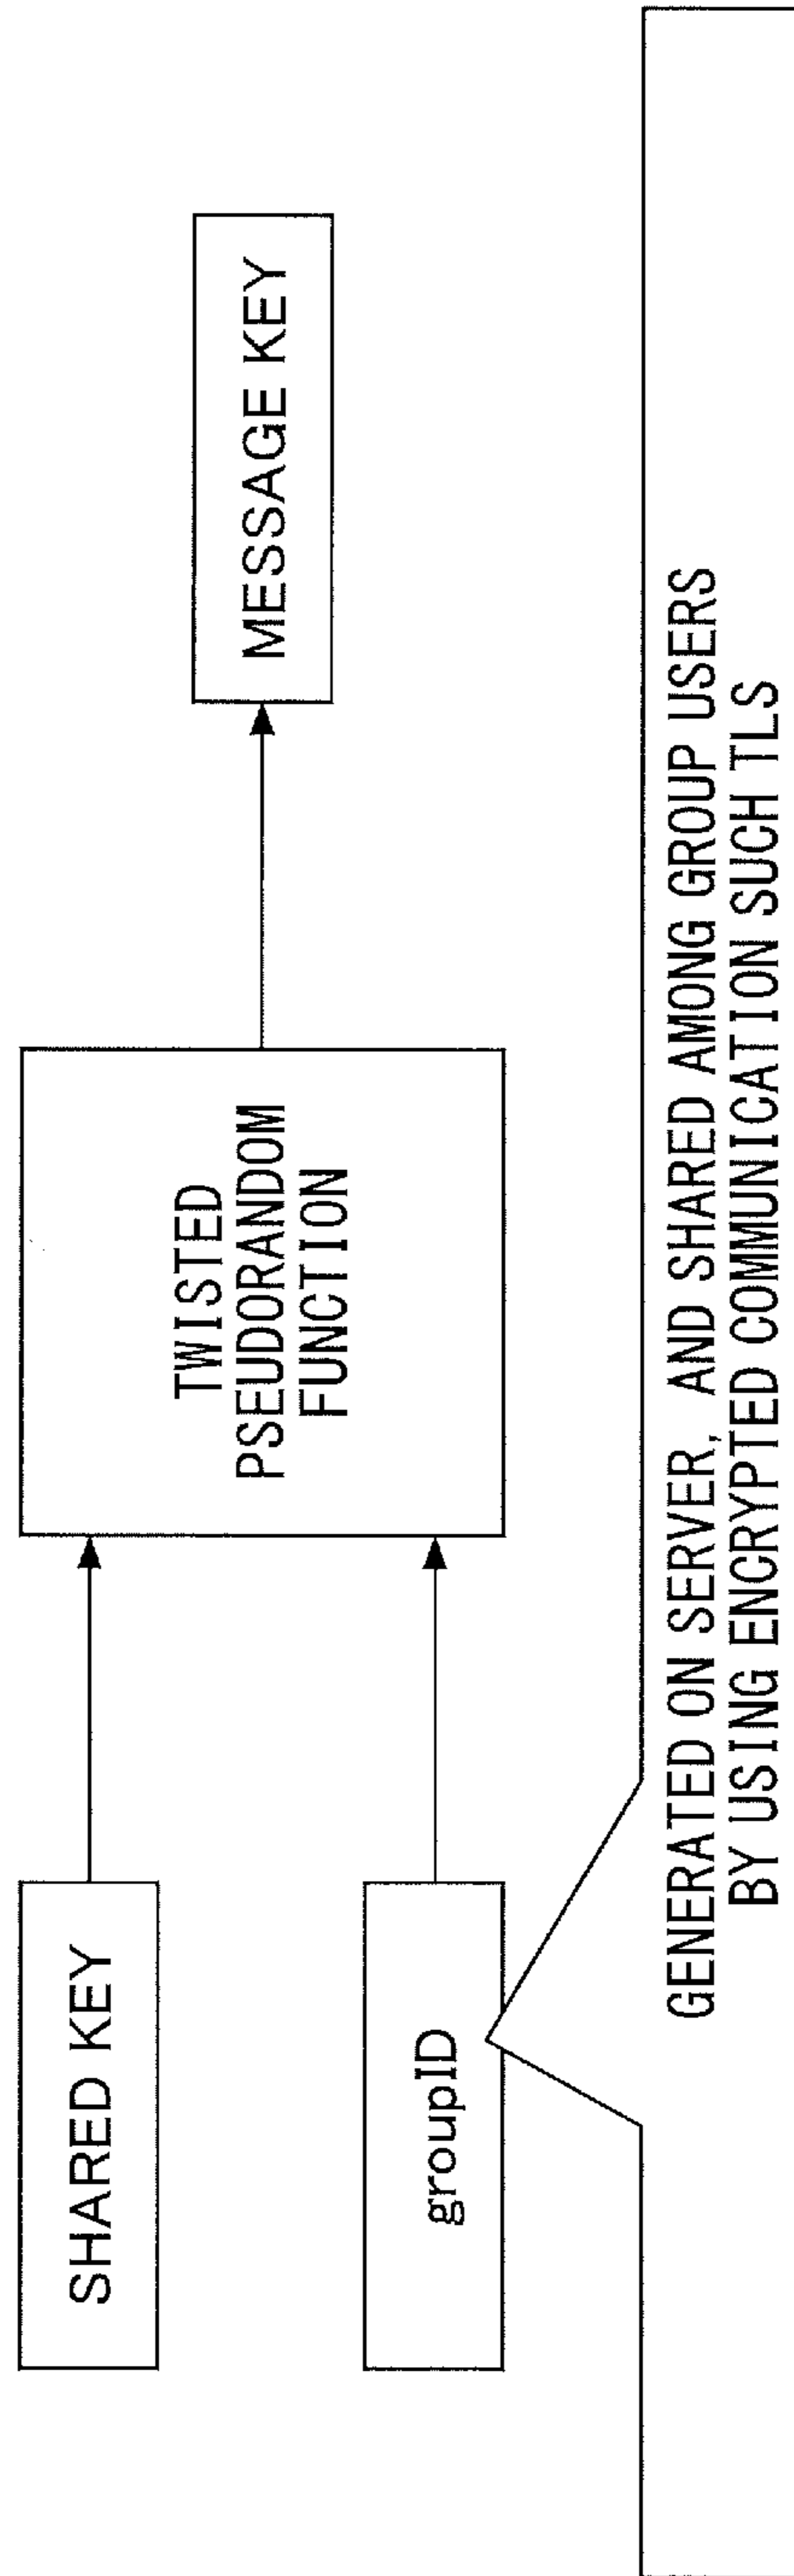 SHARED KEY
groupID
TWISTED
PSEUDORANDOM
FUNCTION
MESSAGE KEY
GENERATED ON SERVER, AND SHARED AMONG GROUP USERS
BY USING ENCRYPTED COMMUNICATION SUCH TLS